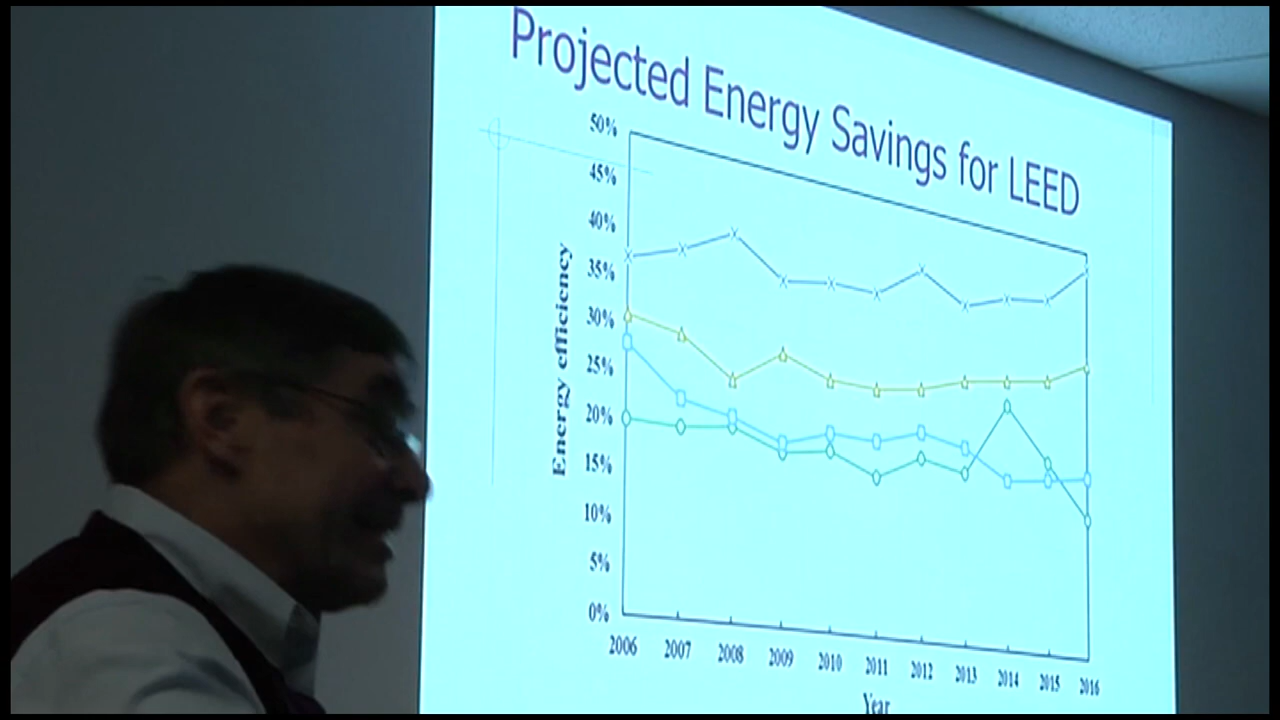 Projected Energy Savings for LEED
50%
45%
40%
35%
30%
25%
20%
15%
10%
5%
0%
Energy efficiency
2006 2007 2008 2009 2010 2011 2012 2013 2014 2015 2016
Year